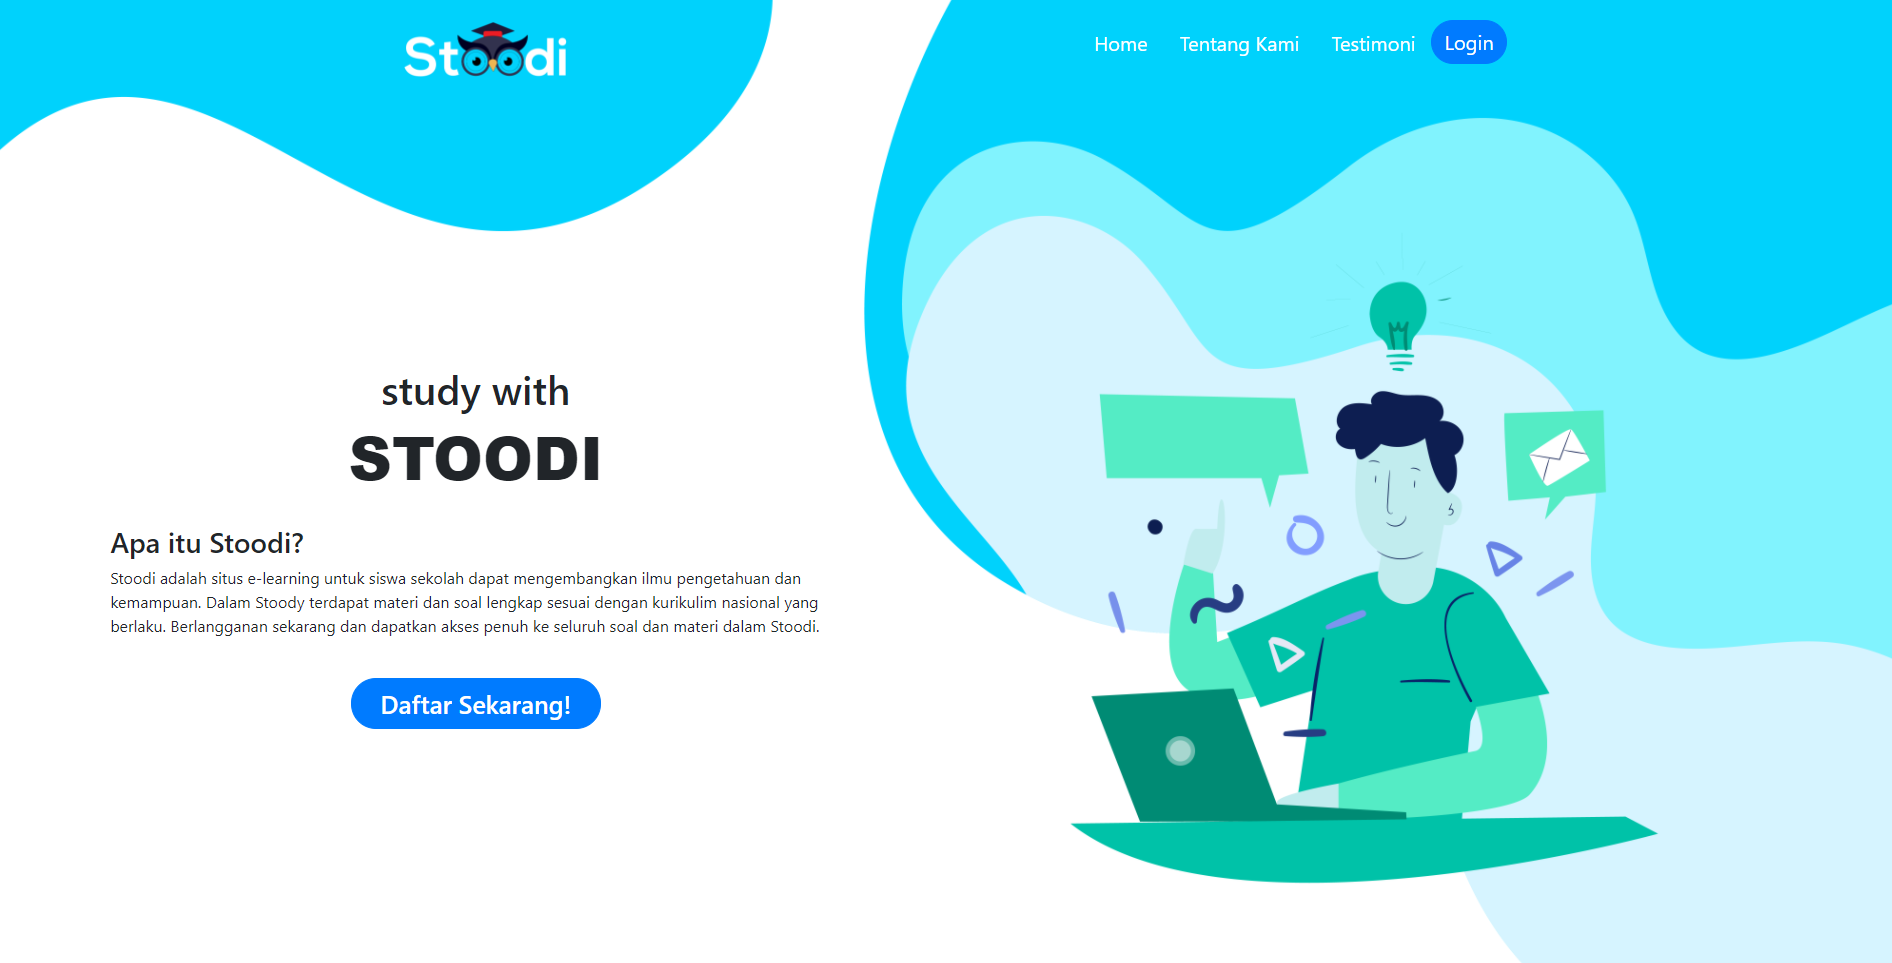 Stoodi
Home Tentang Kami Testimoni Login
study with
STOODI
Apa itu Stoodi?
Stoodi adalah situs e-learning untuk siswa sekolah dapat mengembangkan ilmu pengetahuan dan
kemampuan. Dalam Stoody terdapat materi dan soal lengkap sesuai dengan kurikulim nasional yang
berlaku. Berlangganan sekarang dan dapatkan akses penuh ke seluruh soal dan materi dalam Stoodi.
Daftar Sekarang!